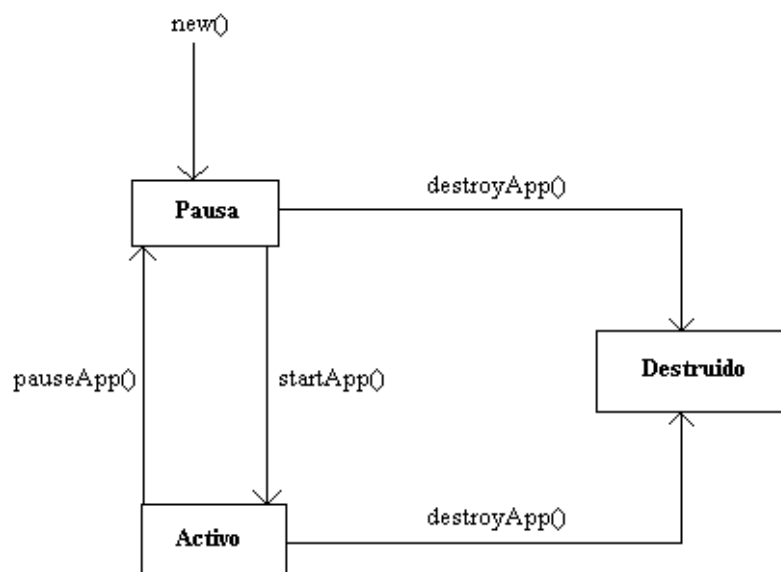 new()
destroyApp()
Pausa
pauseApp()
startApp()
Destruido
destroyApp()
Activo